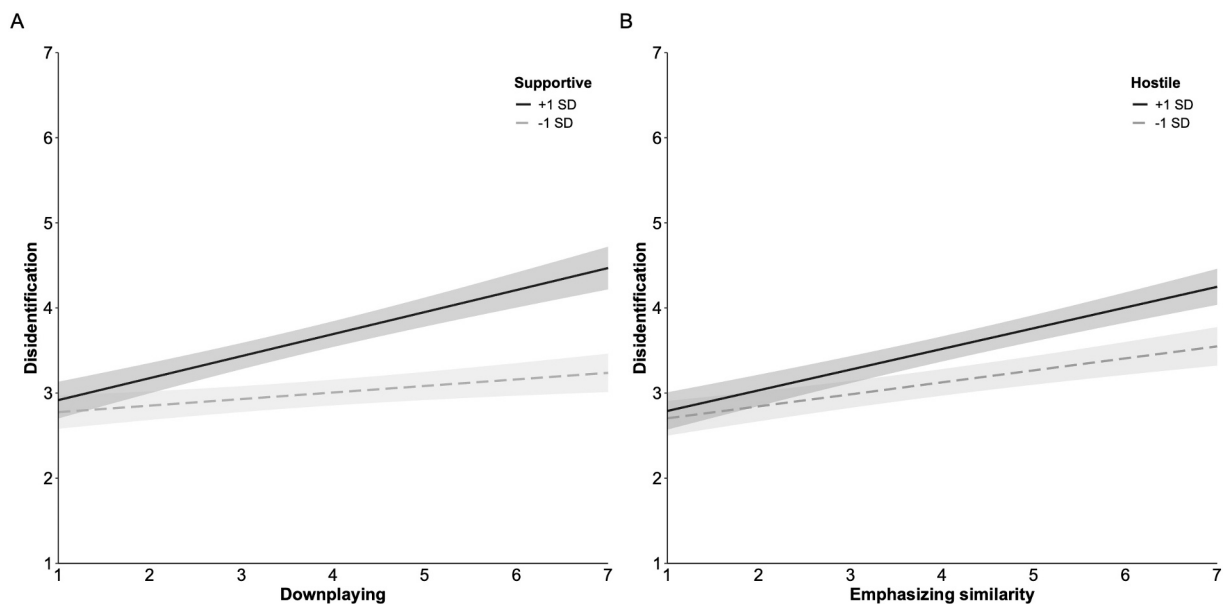 A
7
6
5
4
3
2
1
Disidentification
Supportive
+1 SD
-1 SD
1 2 3 4 5 6 7
Downplaying
B
7
6
5
4
3
2
1
Disidentification
Hostile
+1 SD
-1 SD
1 2 3 4 5 6 7
Emphasizing similarity